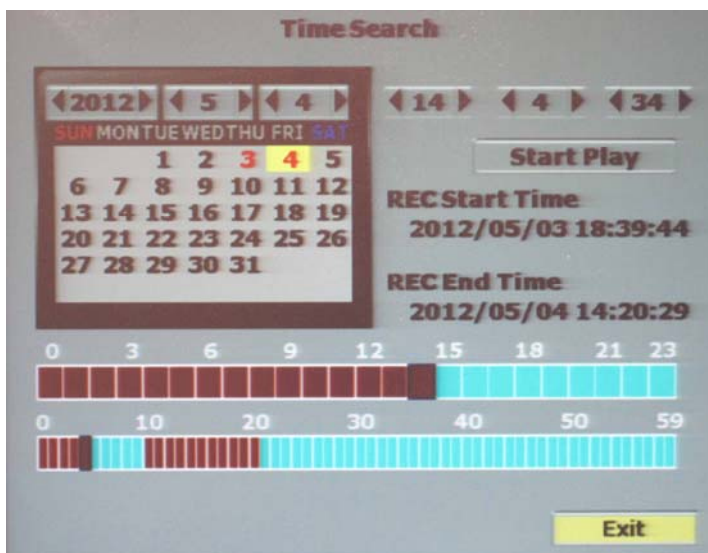 Time Search
2012 5 4 14 4 34
SUN MON TUE WED THU FRI SAT
1 2 3 4 5
6 7 8 9 10 11 12
13 14 15 16 17 18 19
20 21 22 23 24 25 26
27 28 29 30 31
Start Play
REC Start Time
2012/05/03 18:39:44
REC End Time
2012/05/04 14:20:29
0 3 6 9 12 15 18 21 23
0 10 20 30 40 50 59
Exit